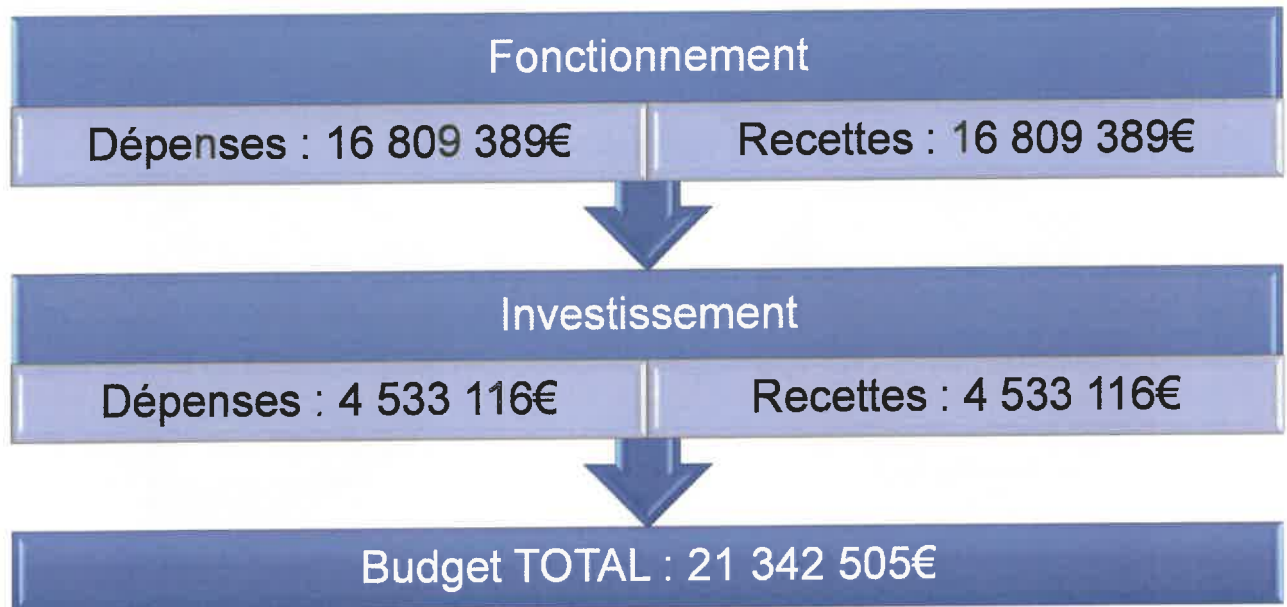 Fonctionnement
Dépenses : 16 809 389€
Recettes : 16 809 389€
Investissement
Dépenses : 4 533 116€
Recettes : 4 533 116€
Budget TOTAL : 21 342 505€